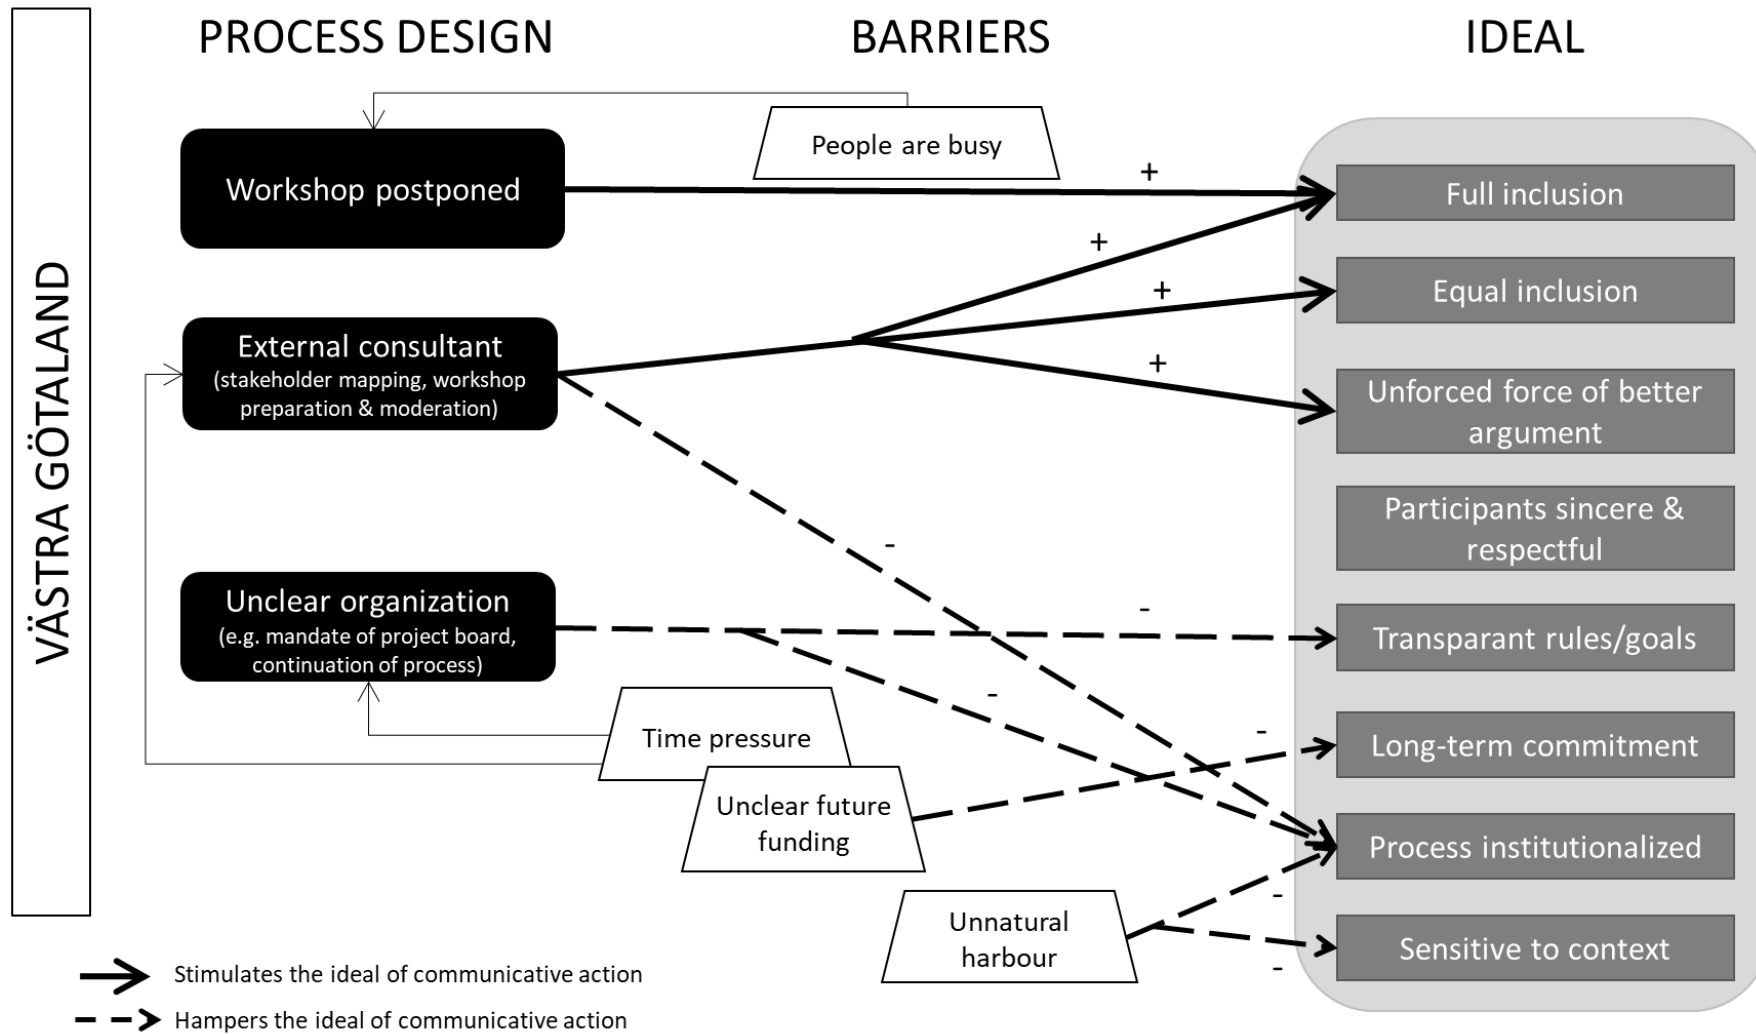 VÄSTRA GÖTALAND
PROCESS DESIGN
BARRIERS
IDEAL
People are busy
Workshop postponed
+
Full inclusion
+
External consultant
(stakeholder mapping, workshop
preparation & moderation)
+
Equal inclusion
+
Unforced force of better
argument
-
Participants sincere &
respectful
Unclear organization
(e.g. mandate of project board,
continuation of process)
-
Transparant rules/goals
-
Time pressure
-
Long-term commitment
Unclear future
funding
Process institutionalized
-
Unnatural
harbour
-
Sensitive to context
Stimulates the ideal of communicative action
Hampers the ideal of communicative action